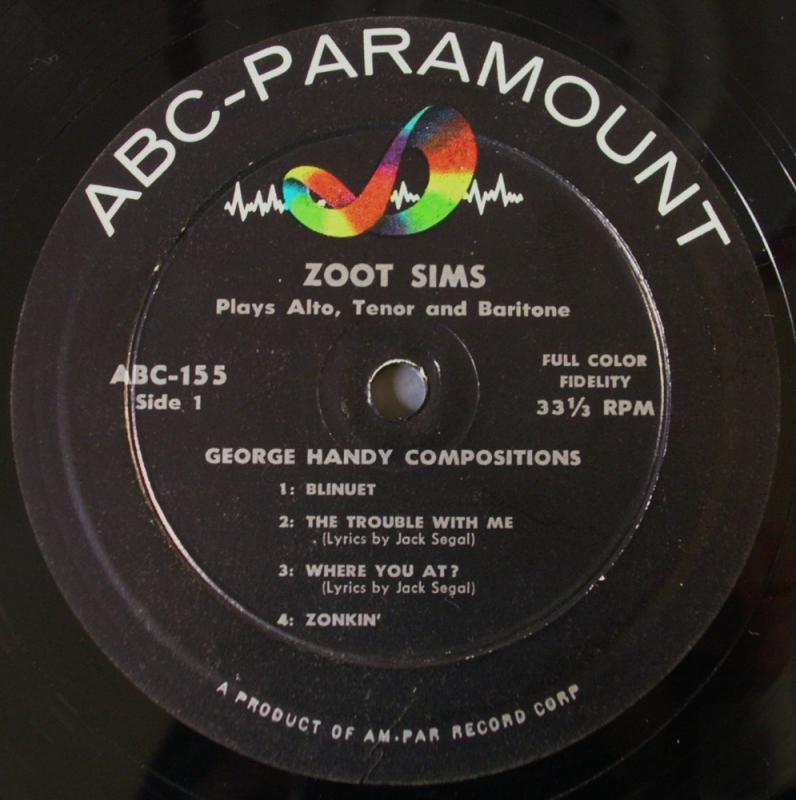 ABC-PARAMOUNT
ZOOT SIMS
Plays Alto, Tenor and Baritone
ABC-155
Side 1
FULL COLOR
FIDELITY
33⅓ RPM
GEORGE HANDY COMPOSITIONS
1: BLINUET
2: THE TROUBLE WITH ME
(Lyrics by Jack Segal)
3: WHERE YOU AT?
(Lyrics by Jack Segal)
4: ZONKIN'
A PRODUCT OF AM-PAR RECORD CORP